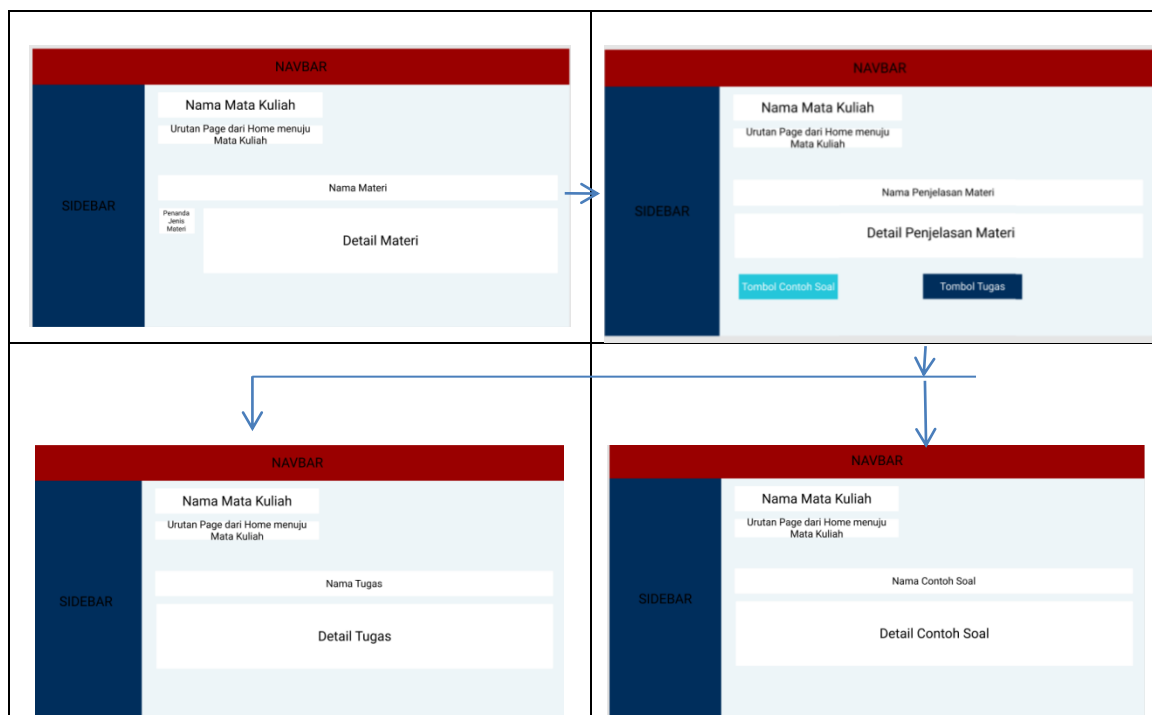 NAVBAR
Nama Mata Kuliah
Urutan Page dari Home menuju
Mata Kuliah
SIDEBAR
Nama Materi
Penanda
Jenis
Materi
Detail Materi
NAVBAR
Nama Mata Kuliah
Urutan Page dari Home menuju
Mata Kuliah
SIDEBAR
Nama Penjelasan Materi
Detail Penjelasan Materi
Tombol Contoh Soal
Tombol Tugas
NAVBAR
Nama Mata Kuliah
Urutan Page dari Home menuju
Mata Kuliah
SIDEBAR
Nama Tugas
Detail Tugas
NAVBAR
Nama Mata Kuliah
Urutan Page dari Home menuju
Mata Kuliah
SIDEBAR
Nama Contoh Soal
Detail Contoh Soal